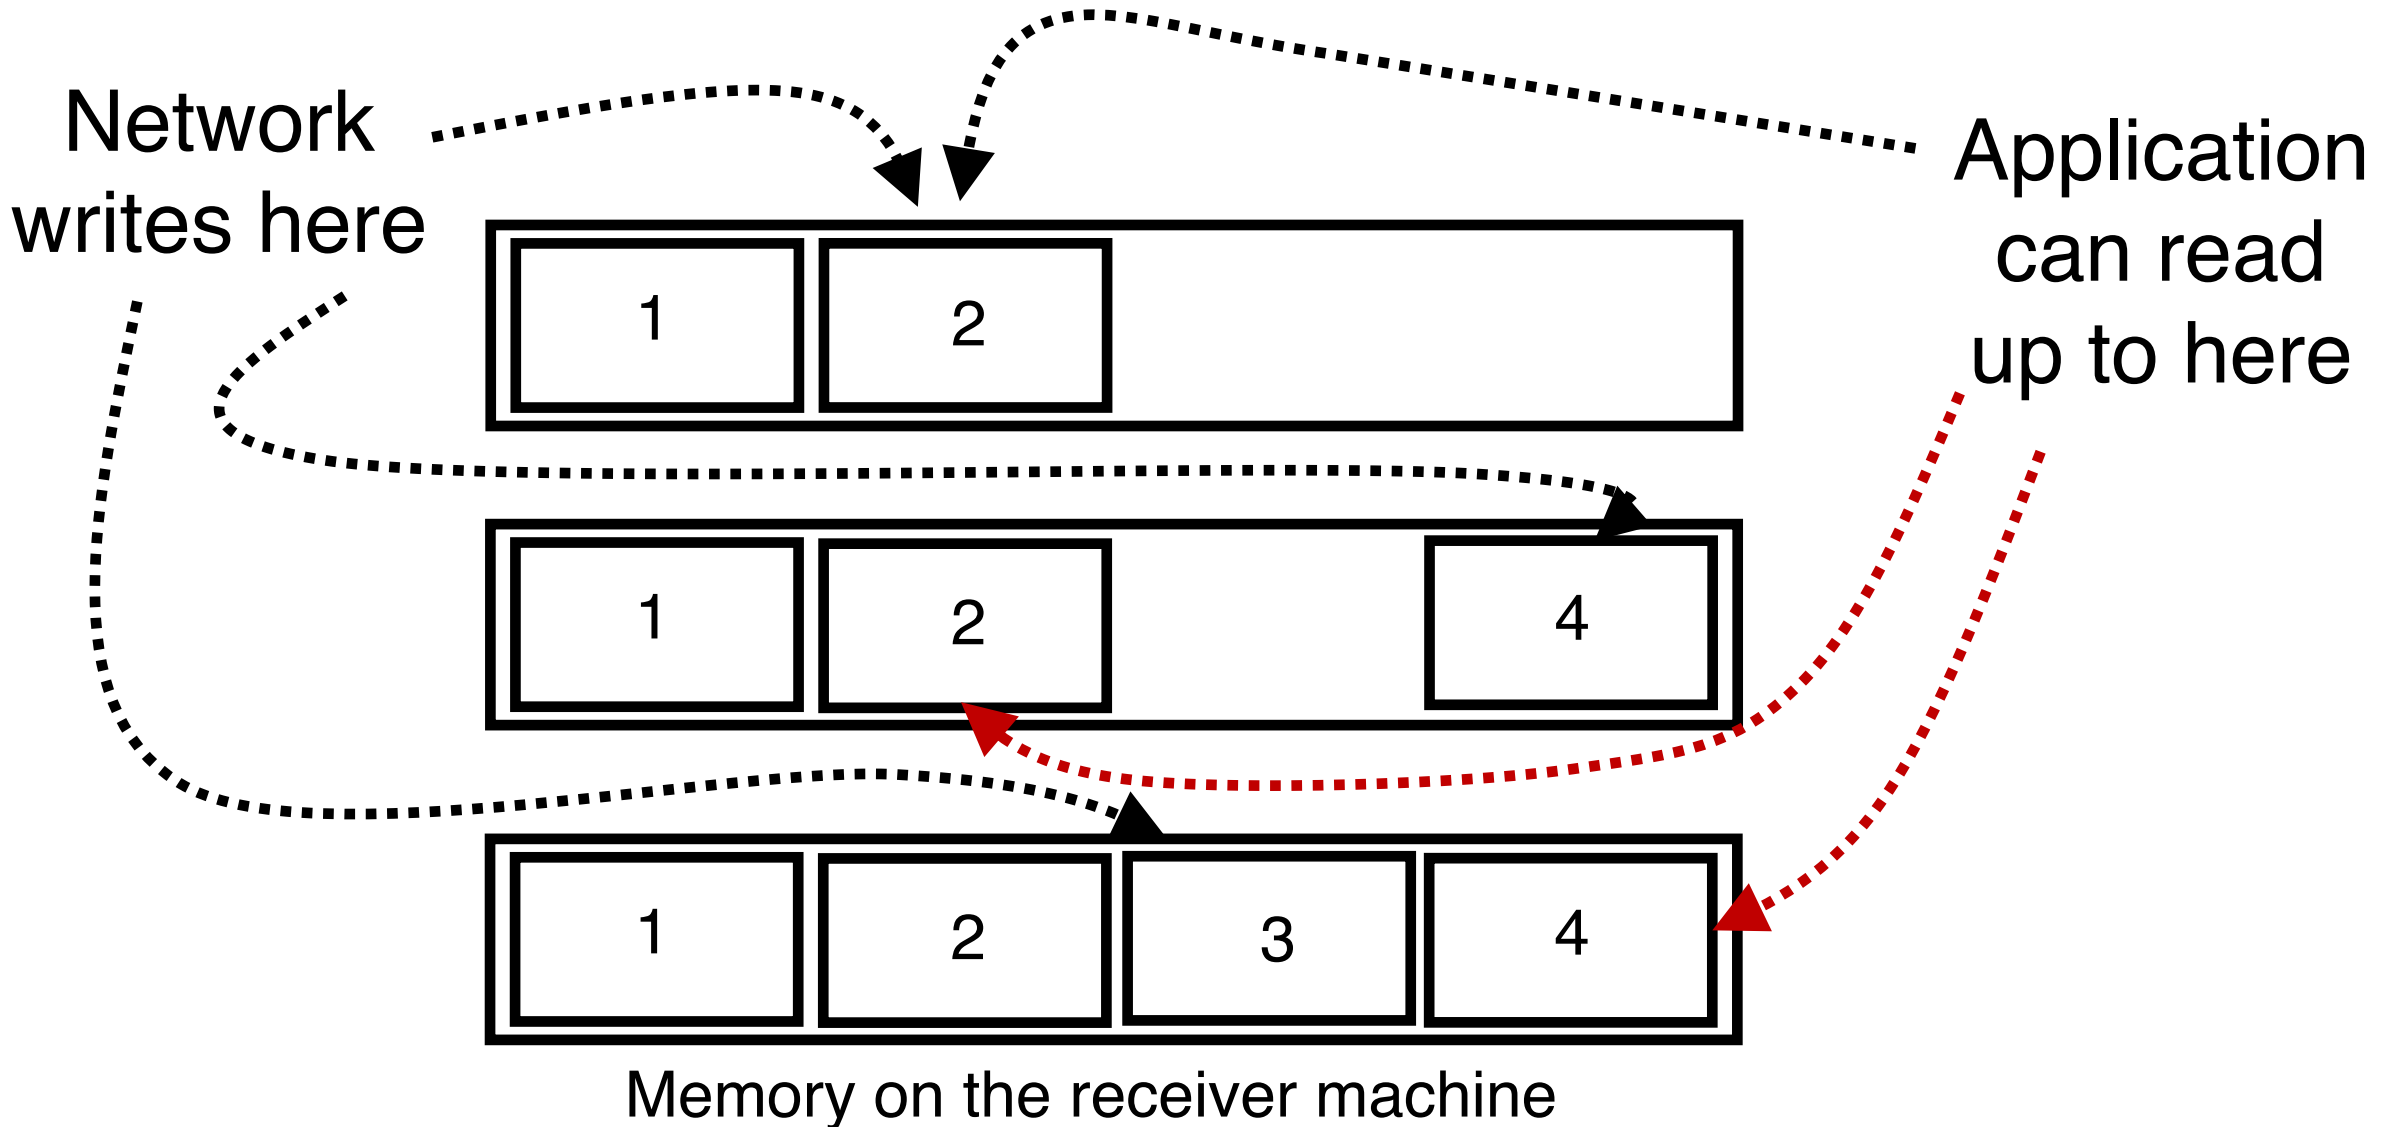 Network
writes here
Application
can read
up to here
1
2
1
2
4
1
2
3
4
Memory on the receiver machine